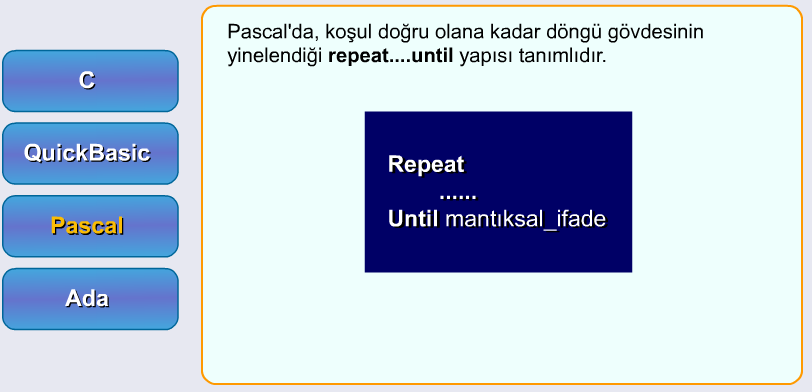 C
QuickBasic
Pascal
Ada
Pascal'da, koşul doğru olana kadar döngü gövdesinin
yinelendiği repeat....until yapısı tanımlıdır.
Repeat
......
Until mantıksal_ifade